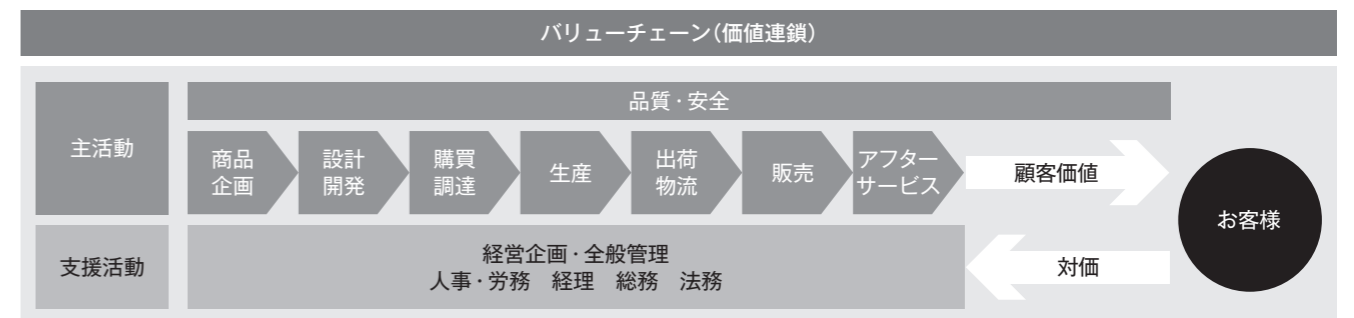 バリューチェーン（価値連鎖）
主活動
品質・安全
商品
企画
設計
開発
購買
調達
生産
出荷
物流
販売
アフター
サービス
顧客価値
お客様
支援活動
経営企画・全般管理
人事・労務　経理　総務　法務
対価